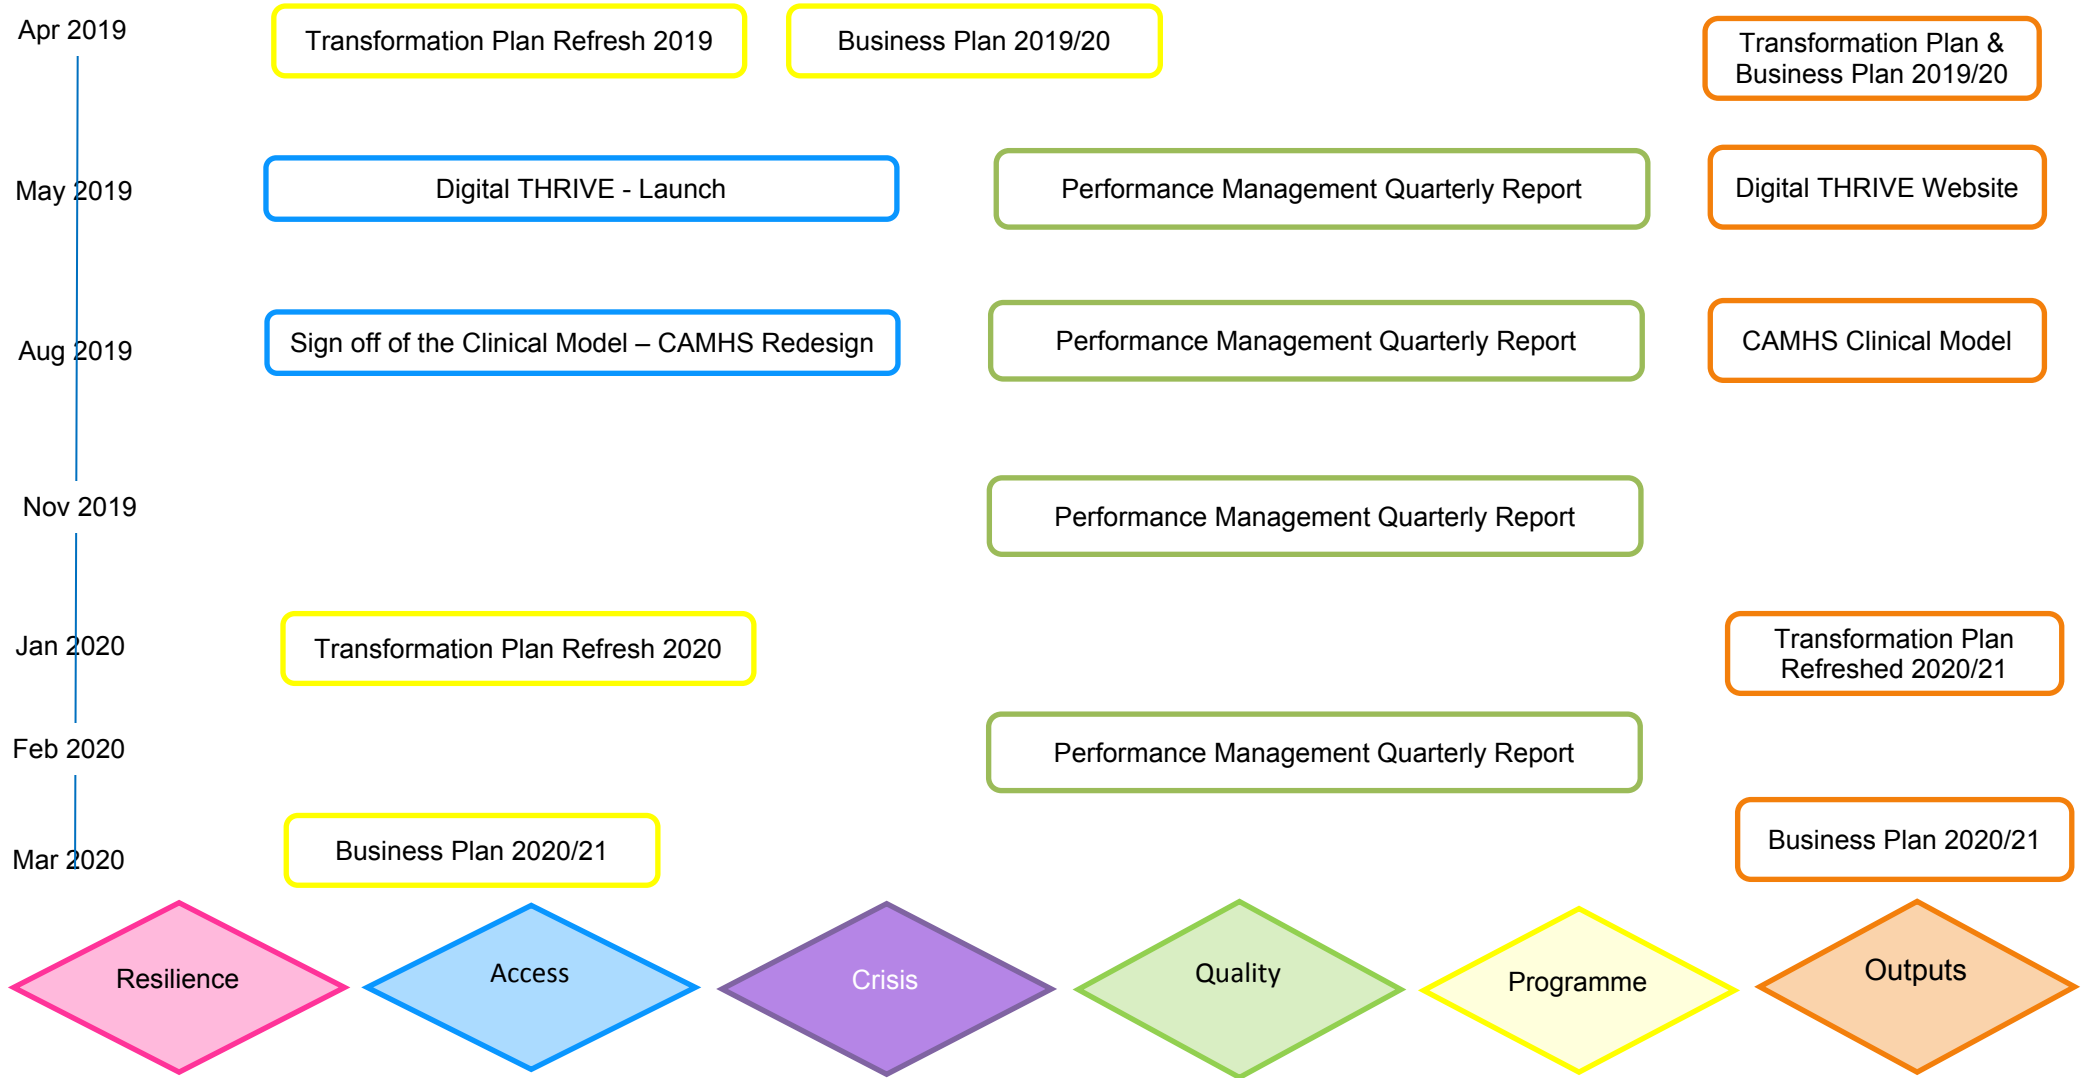 Apr 2019
Transformation Plan Refresh 2019
Business Plan 2019/20
Transformation Plan &
Business Plan 2019/20
May 2019
Digital THRIVE - Launch
Performance Management Quarterly Report
Digital THRIVE Website
Aug 2019
Sign off of the Clinical Model – CAMHS Redesign
Performance Management Quarterly Report
CAMHS Clinical Model
Nov 2019
Performance Management Quarterly Report
Jan 2020
Transformation Plan Refresh 2020
Transformation Plan
Refreshed 2020/21
Feb 2020
Performance Management Quarterly Report
Mar 2020
Business Plan 2020/21
Business Plan 2020/21
Resilience
Access
Crisis
Quality
Programme
Outputs